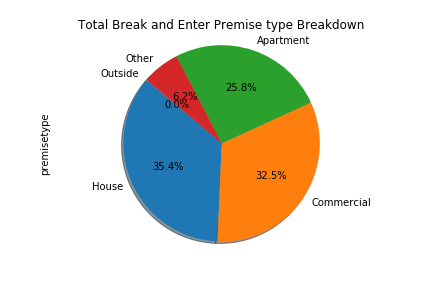 Total Break and Enter Premise type Breakdown
Apartment
Other
Outside
25.8%
6.2%
0.0%
premisetype
35.4%
32.5%
House
Commercial